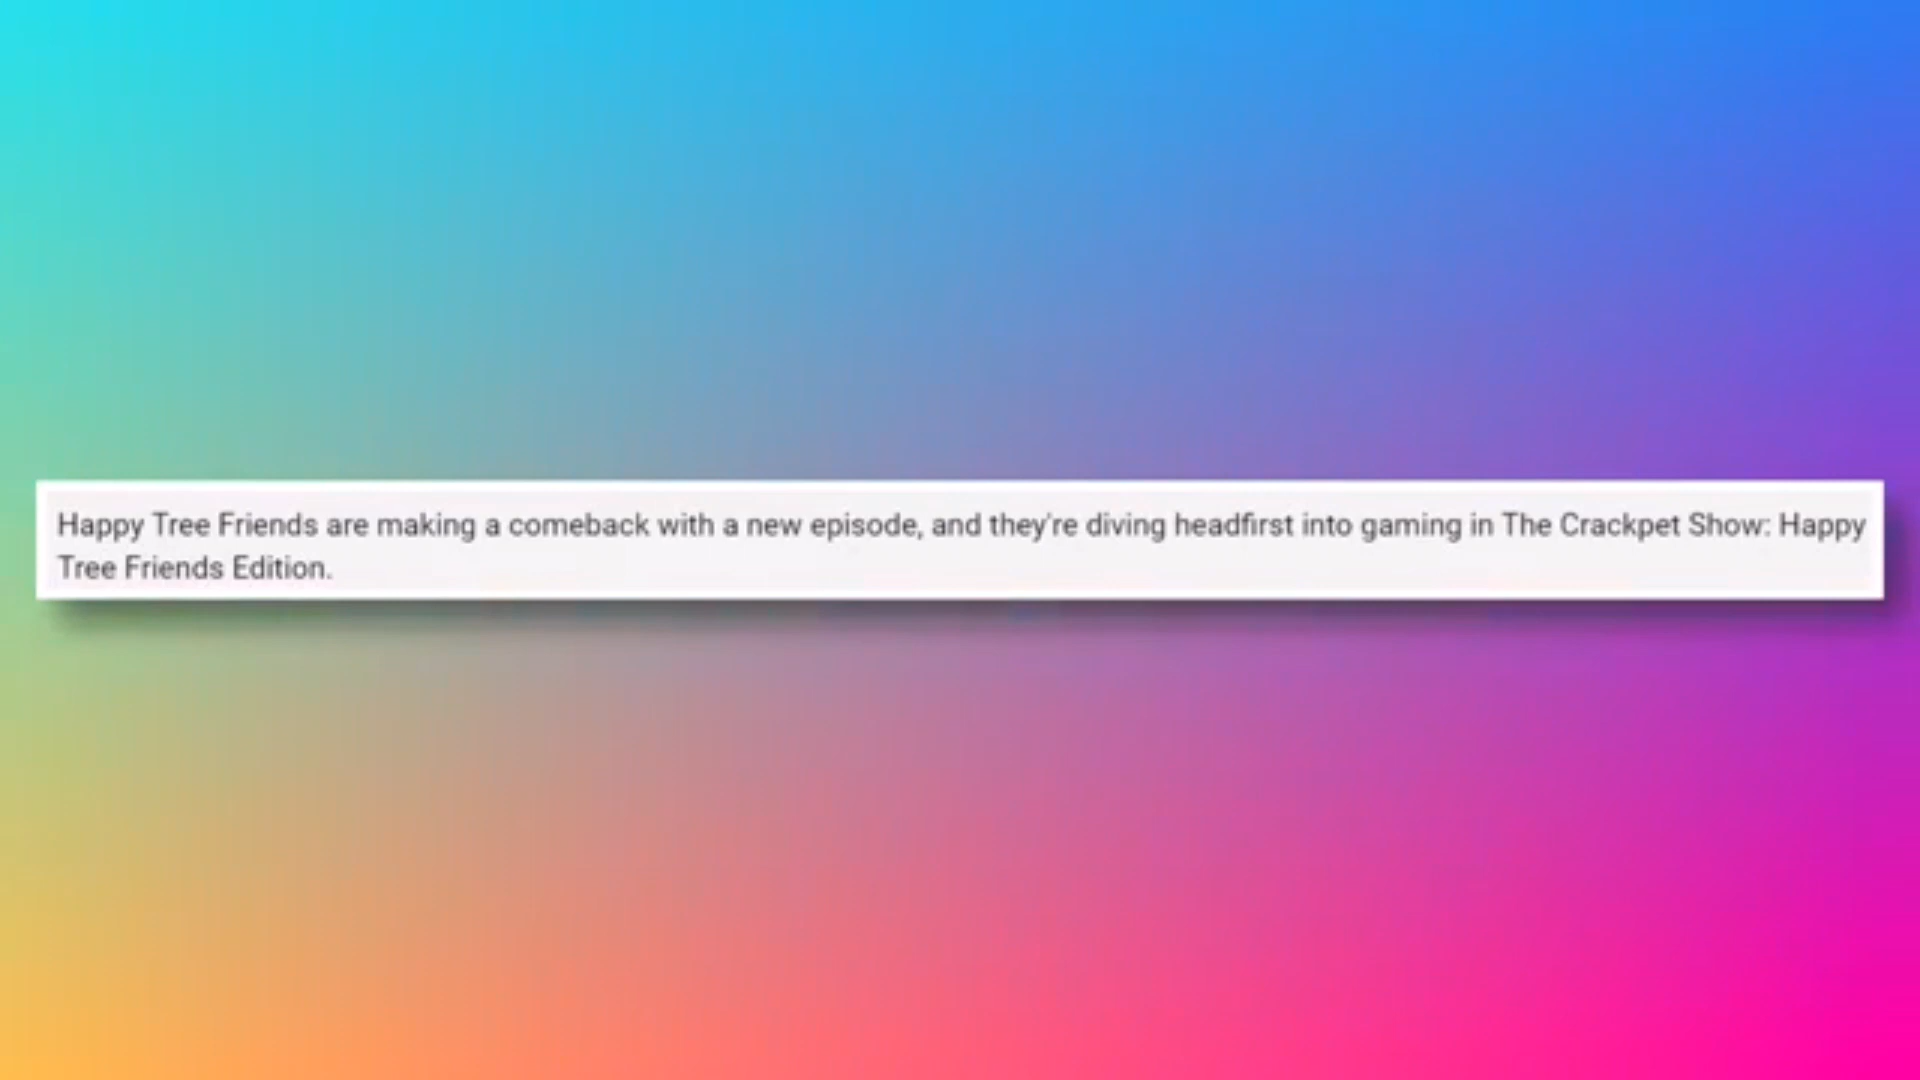 Happy Tree Friends are making a comeback with a new episode, and they're diving headfirst into gaming in The Crackpet Show: Happy
Tree Friends Edition.